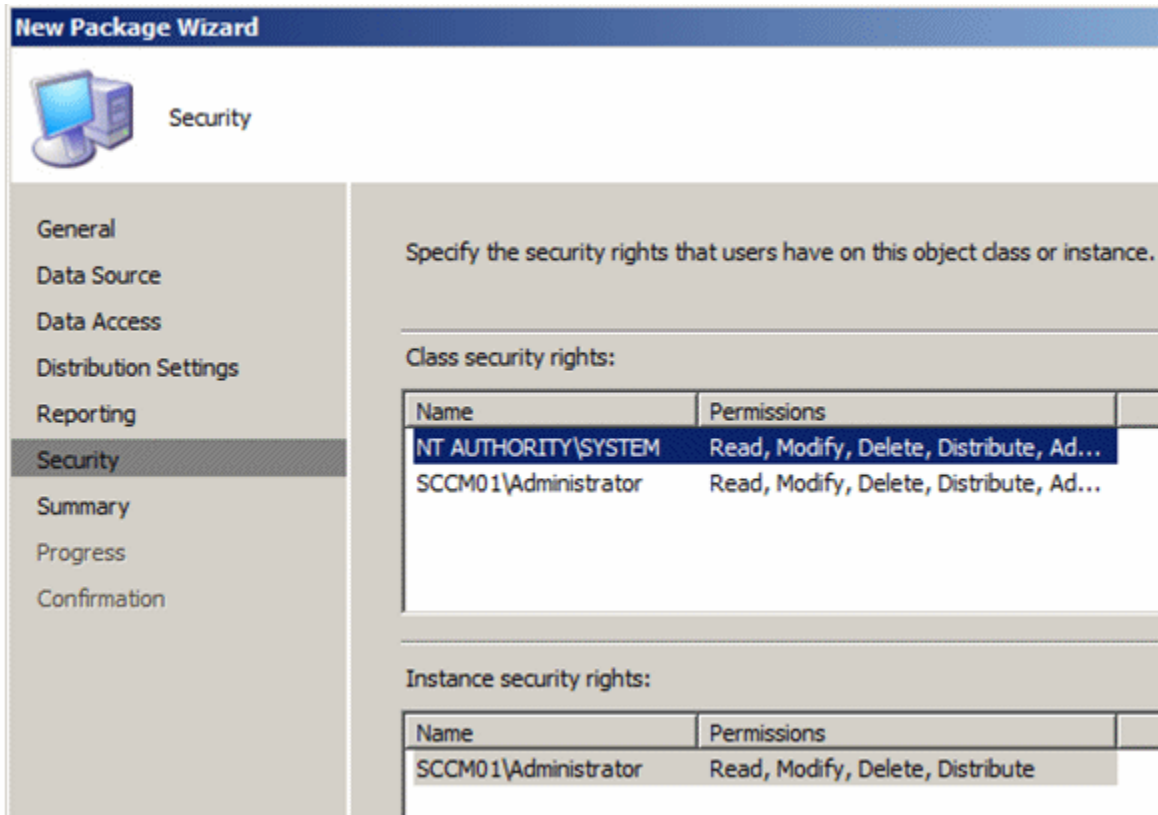 New Package Wizard
Security
General
Data Source
Data Access
Distribution Settings
Reporting
Security
Summary
Progress
Confirmation
Specify the security rights that users have on this object class or instance.
Class security rights:
Name Permissions
NT AUTHORITY\SYSTEM Read, Modify, Delete, Distribute, Ad...
SCCM01\Administrator Read, Modify, Delete, Distribute, Ad...
Instance security rights:
Name Permissions
SCCM01\Administrator Read, Modify, Delete, Distribute